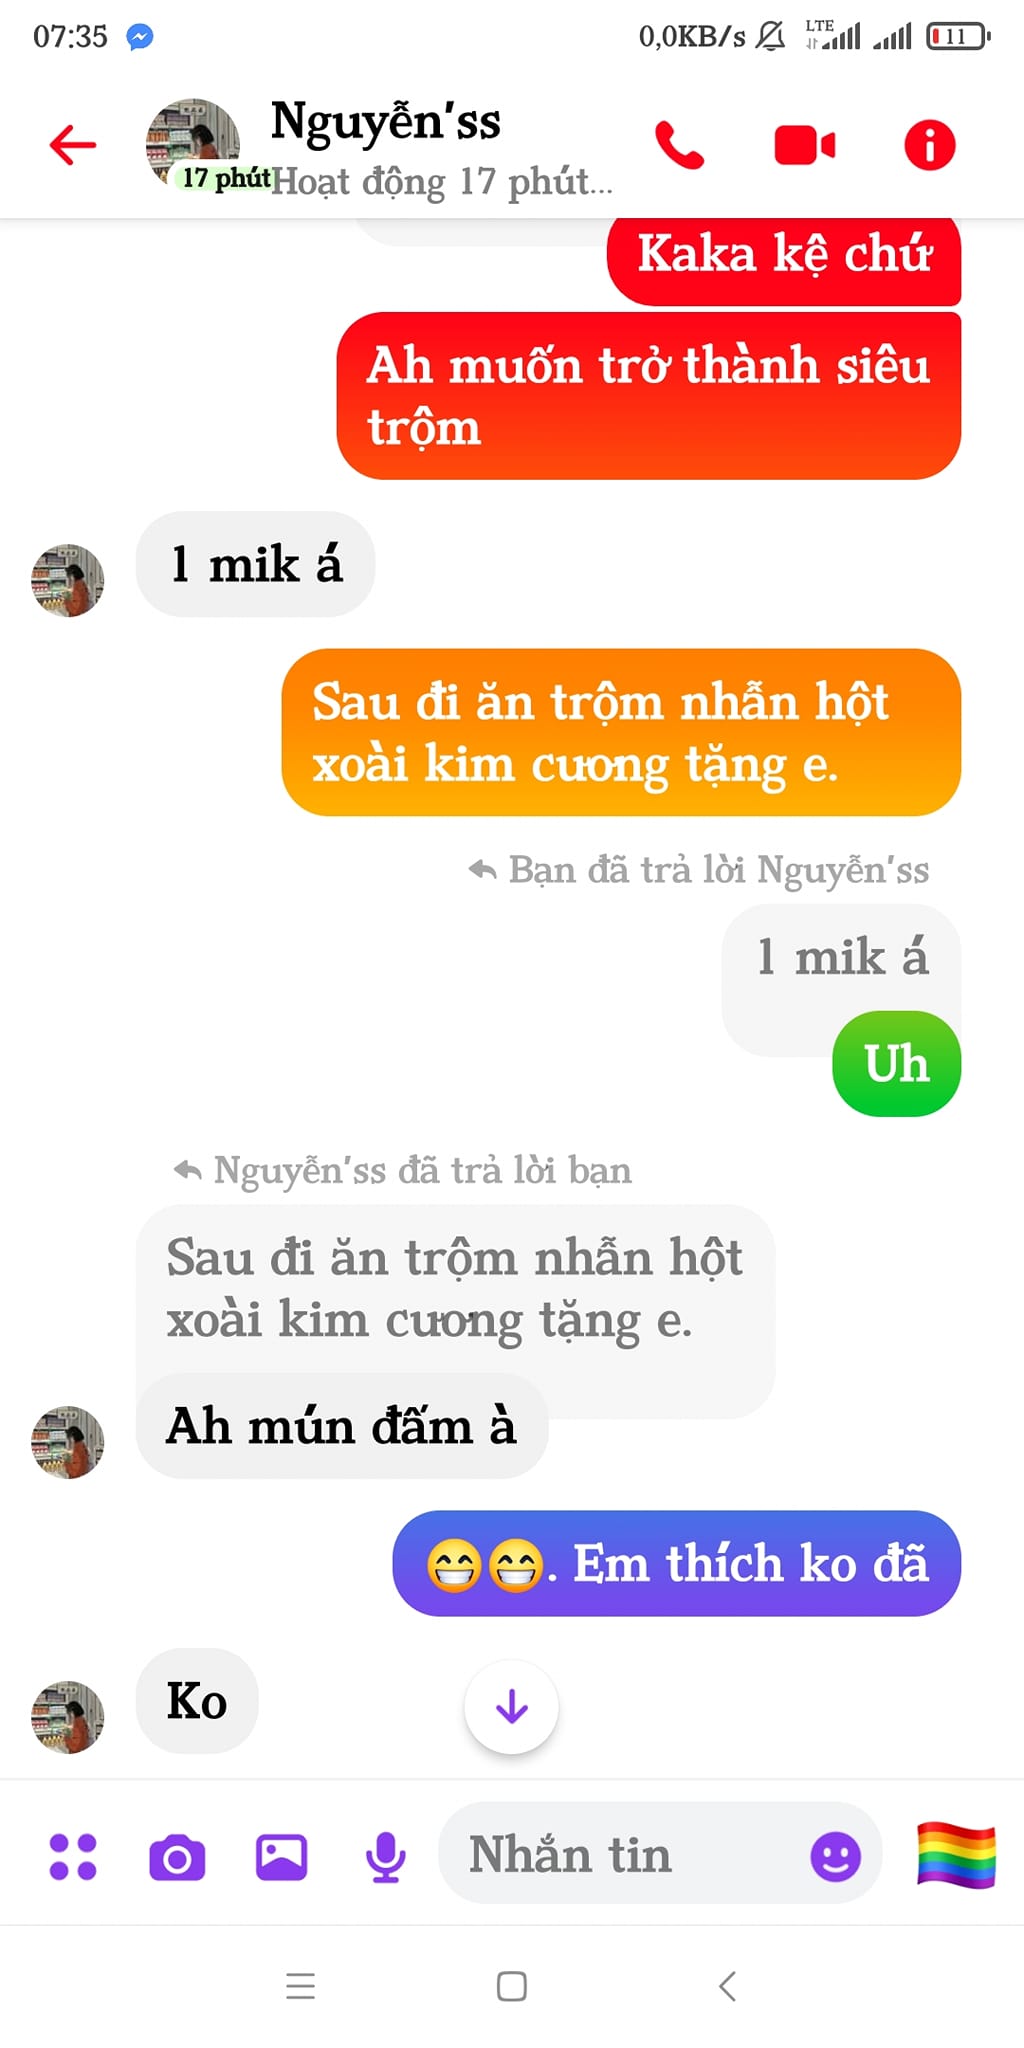 07:35
0,0KB/s
LTE
11
Nguyễn'ss
17 phút
Hoạt động 17 phút...
Kaka kệ chứ
Ah muốn trở thành siêu
trộm
1 mik á
Sau đi ăn trộm nhẫn hột
xoài kim cương tặng e.
Bạn đã trả lời Nguyễn'ss
1 mik á
Uh
Nguyễn'ss đã trả lời bạn
Sau đi ăn trộm nhẫn hột
xoài kim cương tặng e.
Ah mún đấm à
😁😁. Em thích ko đã
Ko
Nhắn tin